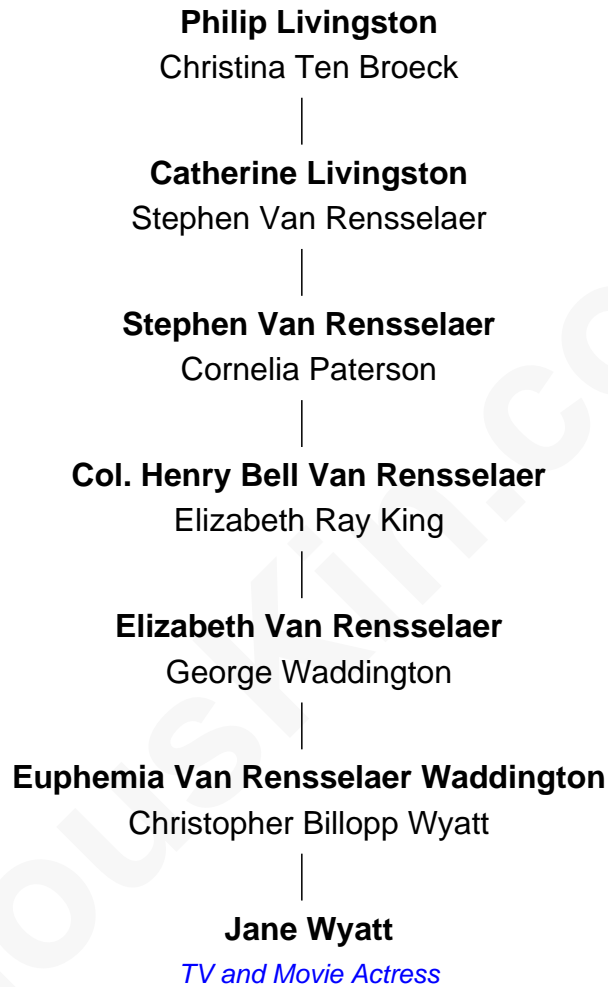 Philip Livingston
Christina Ten Broeck
Catherine Livingston
Stephen Van Rensselaer
Stephen Van Rensselaer
Cornelia Paterson
Col. Henry Bell Van Rensselaer
Elizabeth Ray King
Elizabeth Van Rensselaer
George Waddington
Euphemia Van Rensselaer Waddington
Christopher Billopp Wyatt
Jane Wyatt
TV and Movie Actress